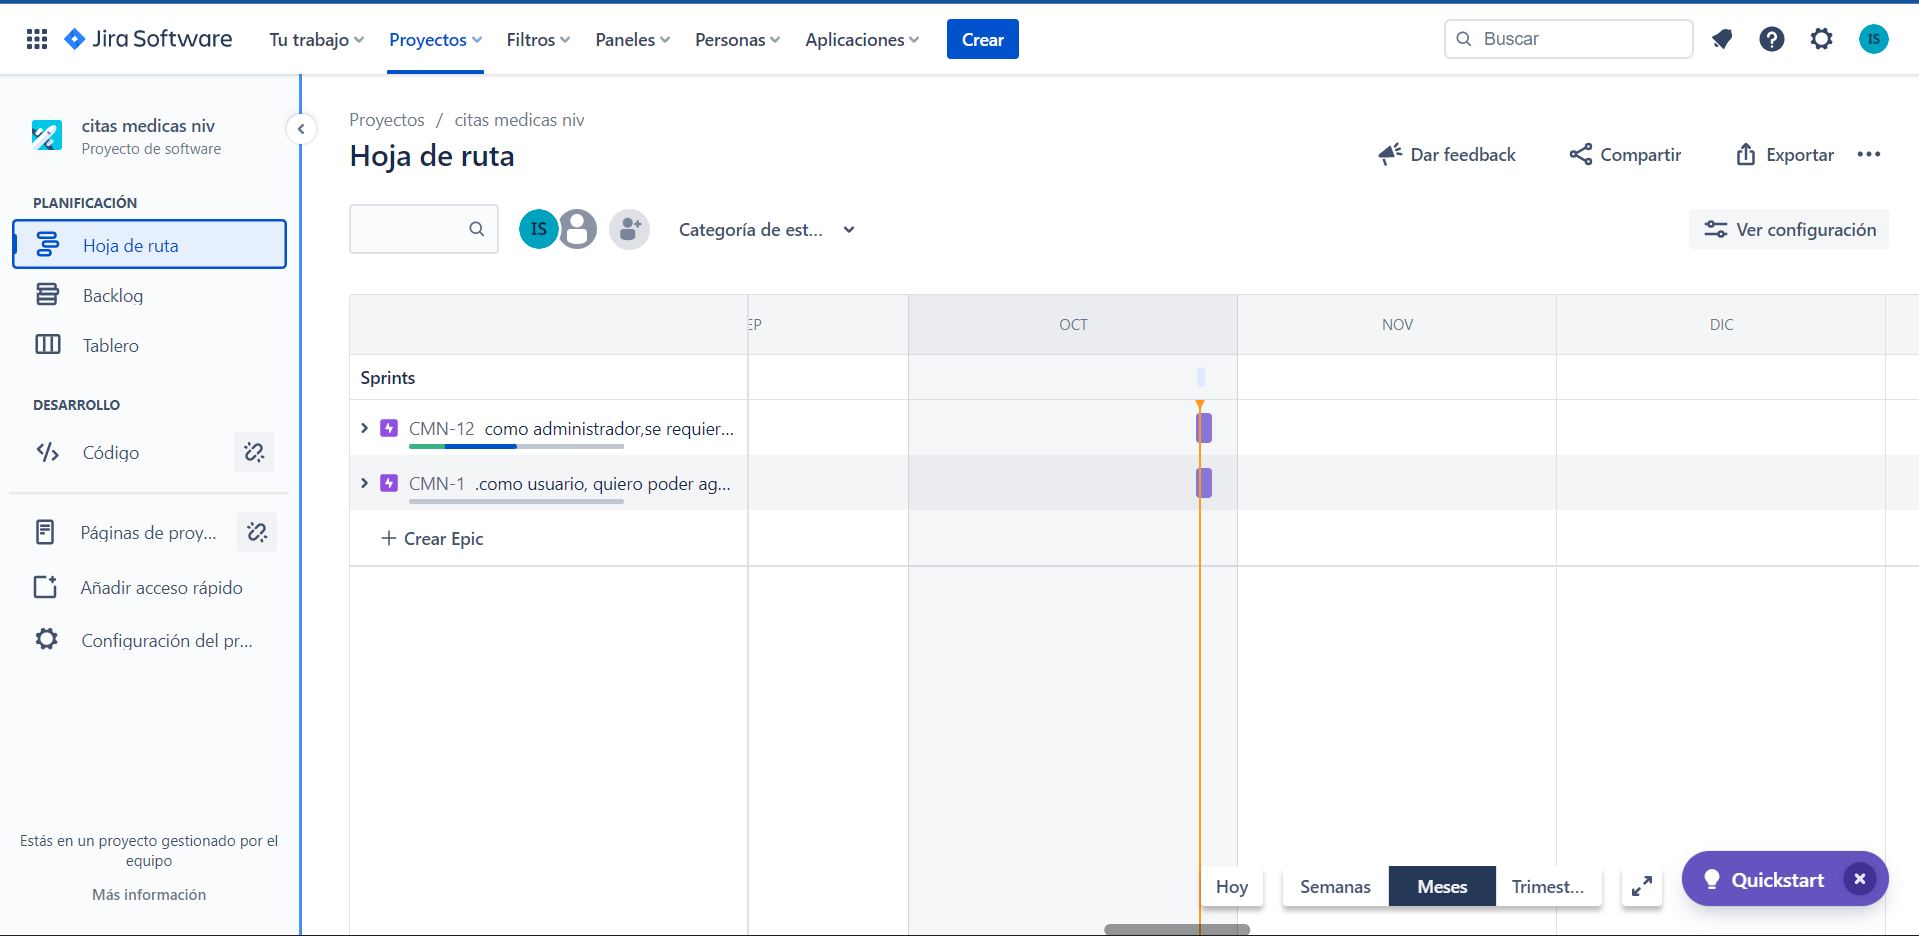 Jira Software Tu trabajo Proyectos Filtros Paneles Personas Aplicaciones Crear Buscar IS
citas medicas niv
Proyecto de software
PLANIFICACIÓN
Hoja de ruta
Backlog
Tablero
DESARROLLO
Código
Páginas de proy...
Añadir acceso rápido
Configuración del pr...
Estás en un proyecto gestionado por el
equipo
Más información
Proyectos / citas medicas niv
Hoja de ruta
Dar feedback Compartir Exportar
IS Categoría de est... Ver configuración
EP OCT NOV DIC
Sprints
CMN-12 como administrador,se requier...
CMN-1 .como usuario, quiero poder ag...
+ Crear Epic
Hoy Semanas Meses Trimest... Quickstart